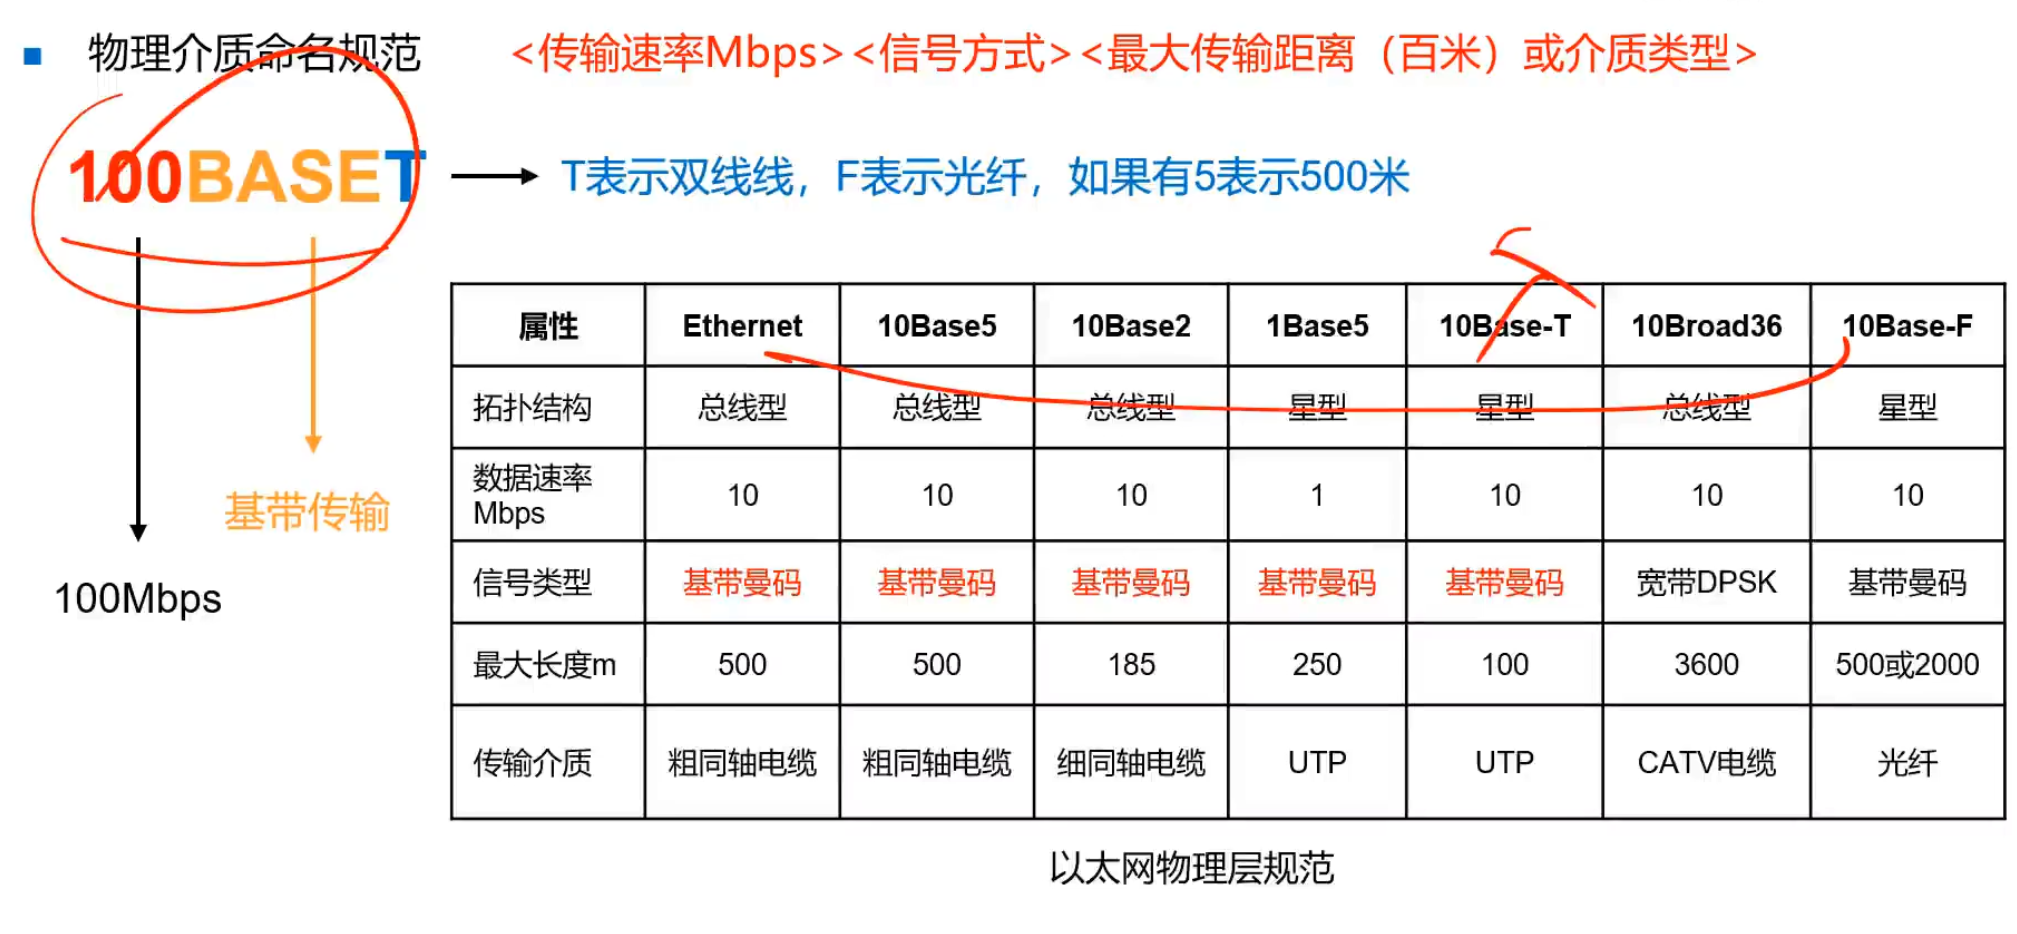 物理介质命名规范 <传输速率Mbps><信号方式><最大传输距离（百米）或介质类型>
100BASET T表示双线线，F表示光纤，如果有5表示500米
基带传输
100Mbps
属性 Ethernet 10Base5 10Base2 1Base5 10Base-T 10Broad36 10Base-F
拓扑结构 总线型 总线型 总线型 星型 星型 总线型 星型
数据速率
Mbps 10 10 10 1 10 10 10
信号类型 基带曼码 基带曼码 基带曼码 基带曼码 基带曼码 宽带DPSK 基带曼码
最大长度m 500 500 185 250 100 3600 500或2000
传输介质 粗同轴电缆 粗同轴电缆 细同轴电缆 UTP UTP CATV电缆 光纤
以太网物理层规范